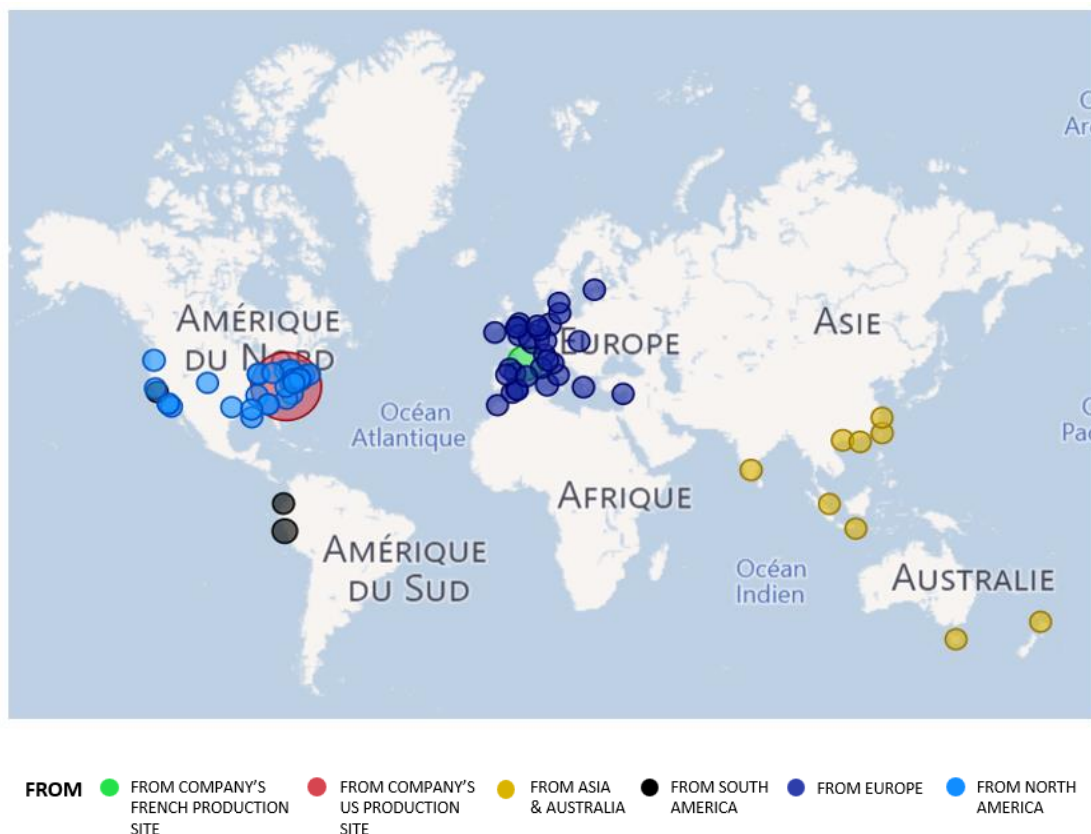 AMÉRIQUE
DU NORD
EUROPE
ASIE
Océan
Atlantique
AFRIQUE
AMÉRIQUE
DU SUD
Océan
Indien
AUSTRALIE
FROM
FROM COMPANY'S
FRENCH PRODUCTION
SITE
FROM COMPANY'S
US PRODUCTION
SITE
FROM ASIA
& AUSTRALIA
FROM SOUTH
AMERICA
FROM EUROPE
FROM NORTH
AMERICA